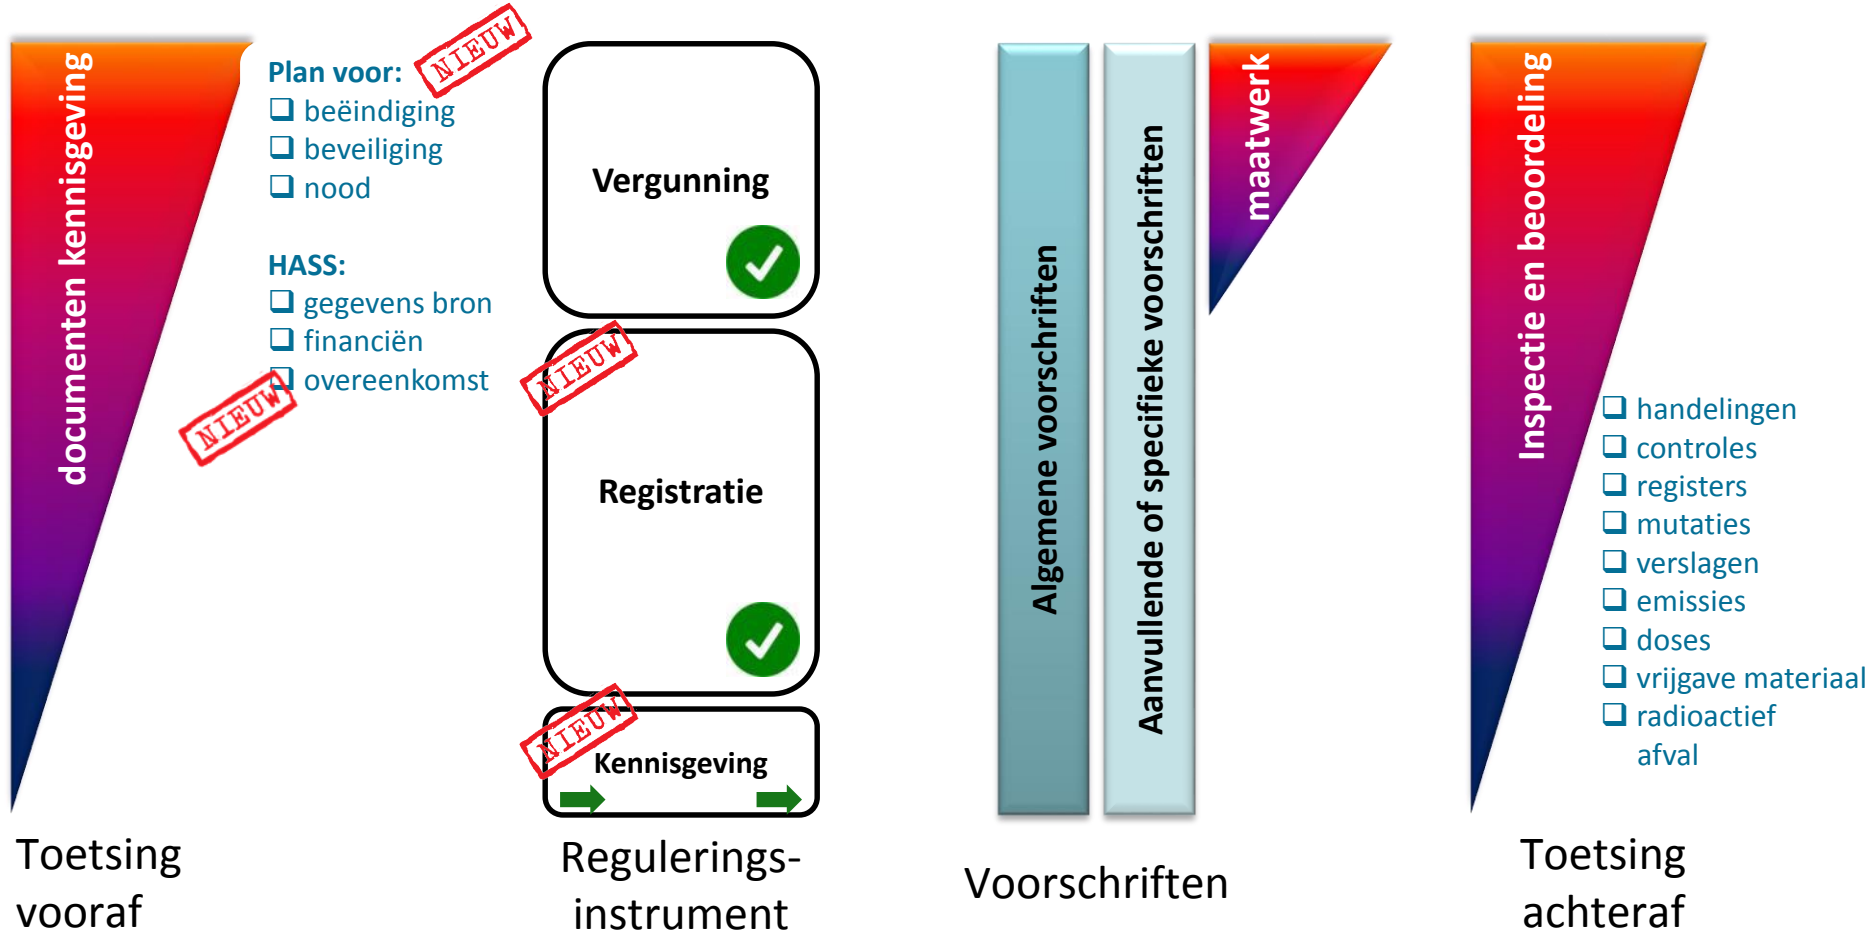 documenten kennisgeving
Plan voor:
NIEUW
beëindiging
beveiliging
nood
HASS:
gegevens bron
financiën
overeenkomst
NIEUW
Toetsing
vooraf
Vergunning
NIEUW
Registratie
NIEUW
Kennisgeving
Regulerings-
instrument
Algemene voorschriften
Aanvullende of specifieke voorschriften
maatwerk
Voorschriften
Inspectie en beoordeling
handelingen
controles
registers
mutaties
verslagen
emissies
doses
vrijgave materiaal
radioactief
afval
Toetsing
achteraf